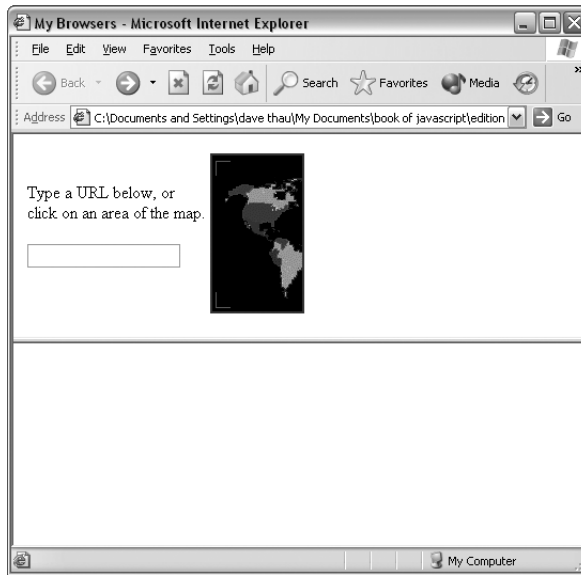 My Browsers - Microsoft Internet Explorer
File Edit View Favorites Tools Help
Back Search Favorites Media »
Address C:\Documents and Settings\dave thau\My Documents\book of javascript\edition Go
Type a URL below, or
click on an area of the map.
My Computer